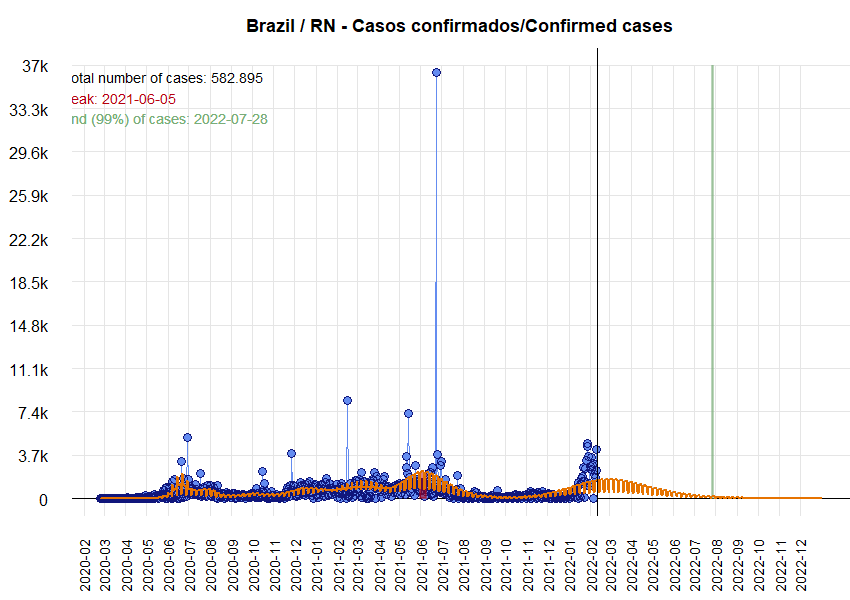 Brazil / RN - Casos confirmados/Confirmed cases
37k
otal number of cases: 582.895
eak: 2021-06-05
33.3k
nd (99%) of cases: 2022-07-28
29.6k
25.9k
22.2k
18.5k
14.8k
11.1k
7.4k
3.7k
0
2020-02
2020-03
2020-04
2020-05
2020-06
2020-07
2020-08
2020-09
2020-10
2020-11
2020-12
2021-01
2021-02
2021-03
2021-04
2021-05
2021-06
2021-07
2021-08
2021-09
2021-10
2021-11
2021-12
2022-01
2022-02
2022-03
2022-04
2022-05
2022-06
2022-07
2022-08
2022-09
2022-10
2022-11
2022-12